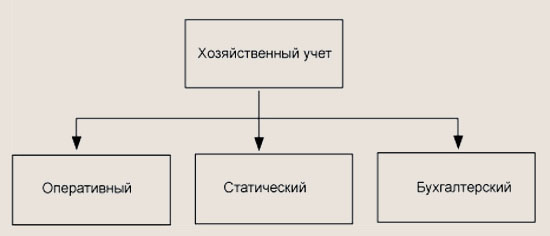 Хозяйственный учет
Оперативный
Статический
Бухгалтерский